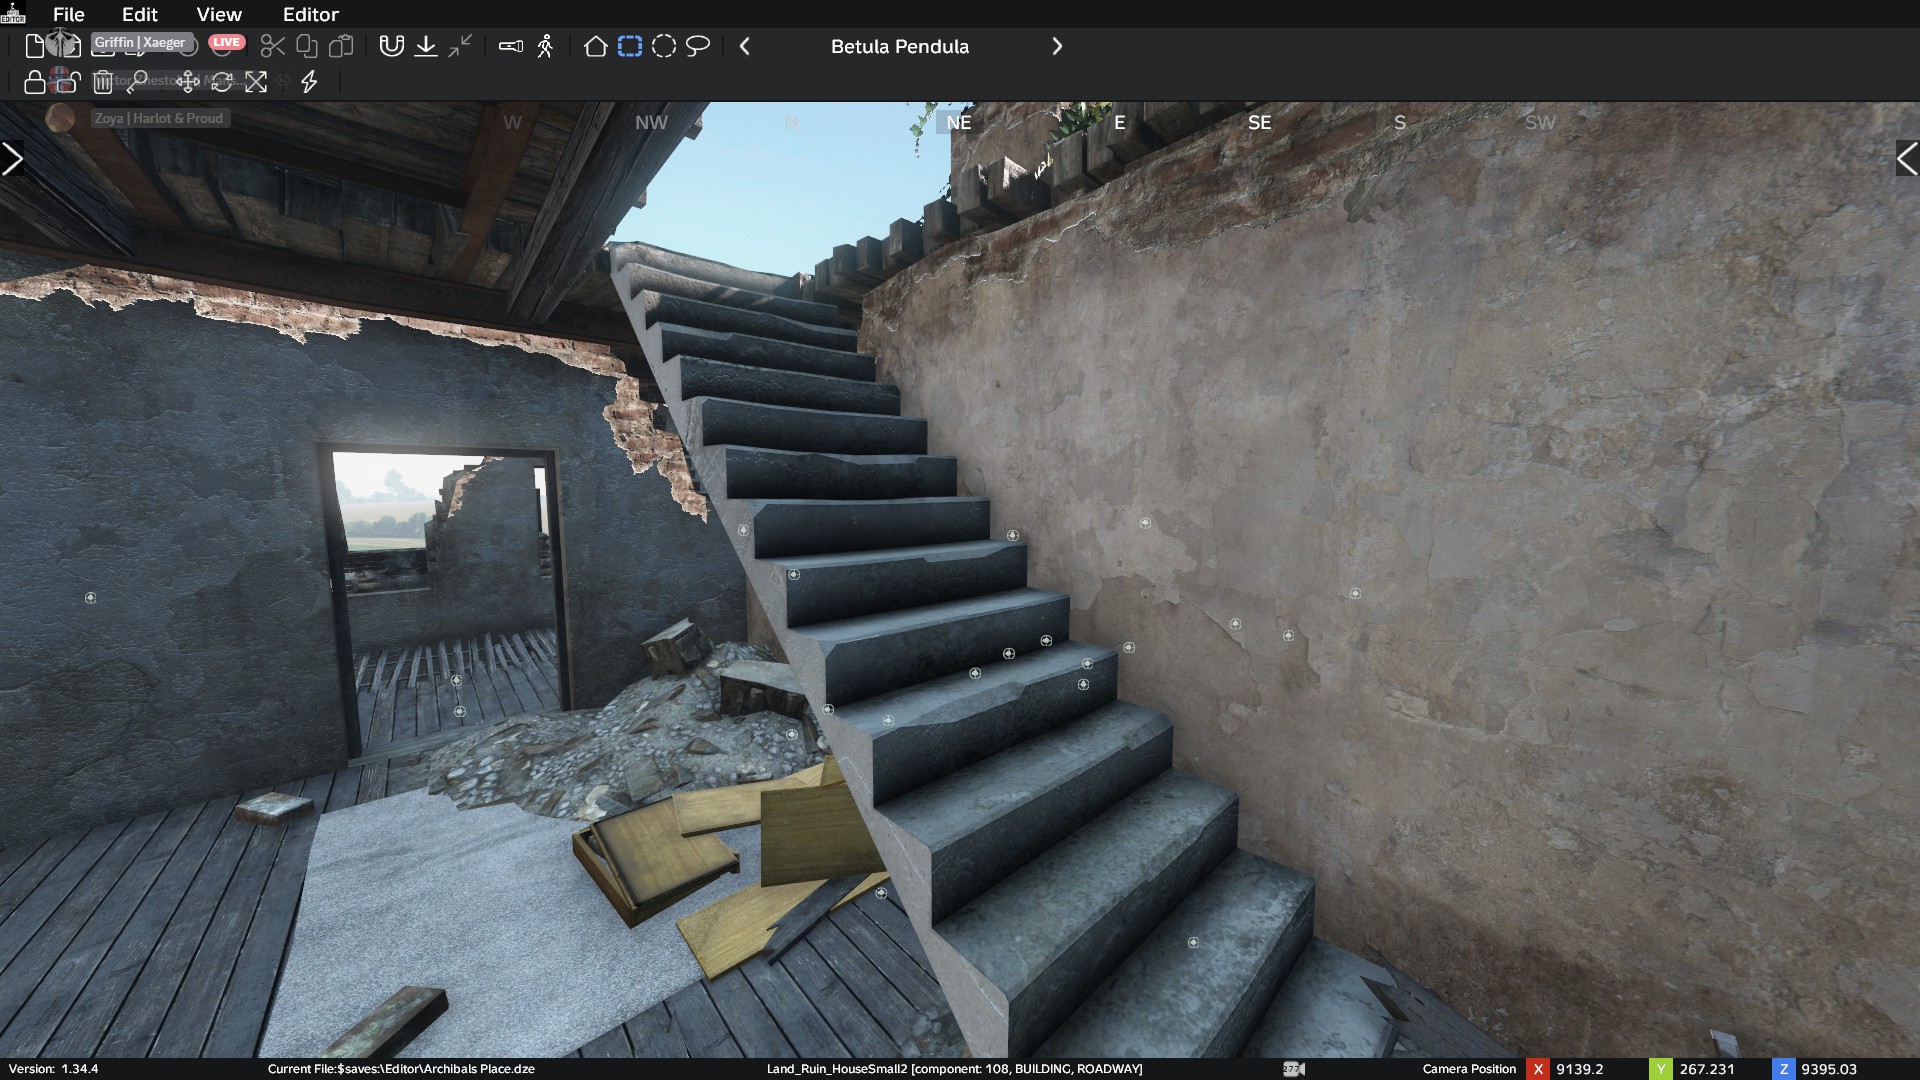 EDITOR
File Edit View Editor
Griffin | Xaeger LIVE
Betula Pendula
Zoya | Harlot & Proud
W NW N NE E SE S SW
Version: 1.34.4
Current File:$saves:\Editor\Archibals Place.dze
Land_Ruin_HouseSmall2 [component: 108, BUILDING, ROADWAY]
277
Camera Position X 9139.2 Y 267.231 Z 9395.03